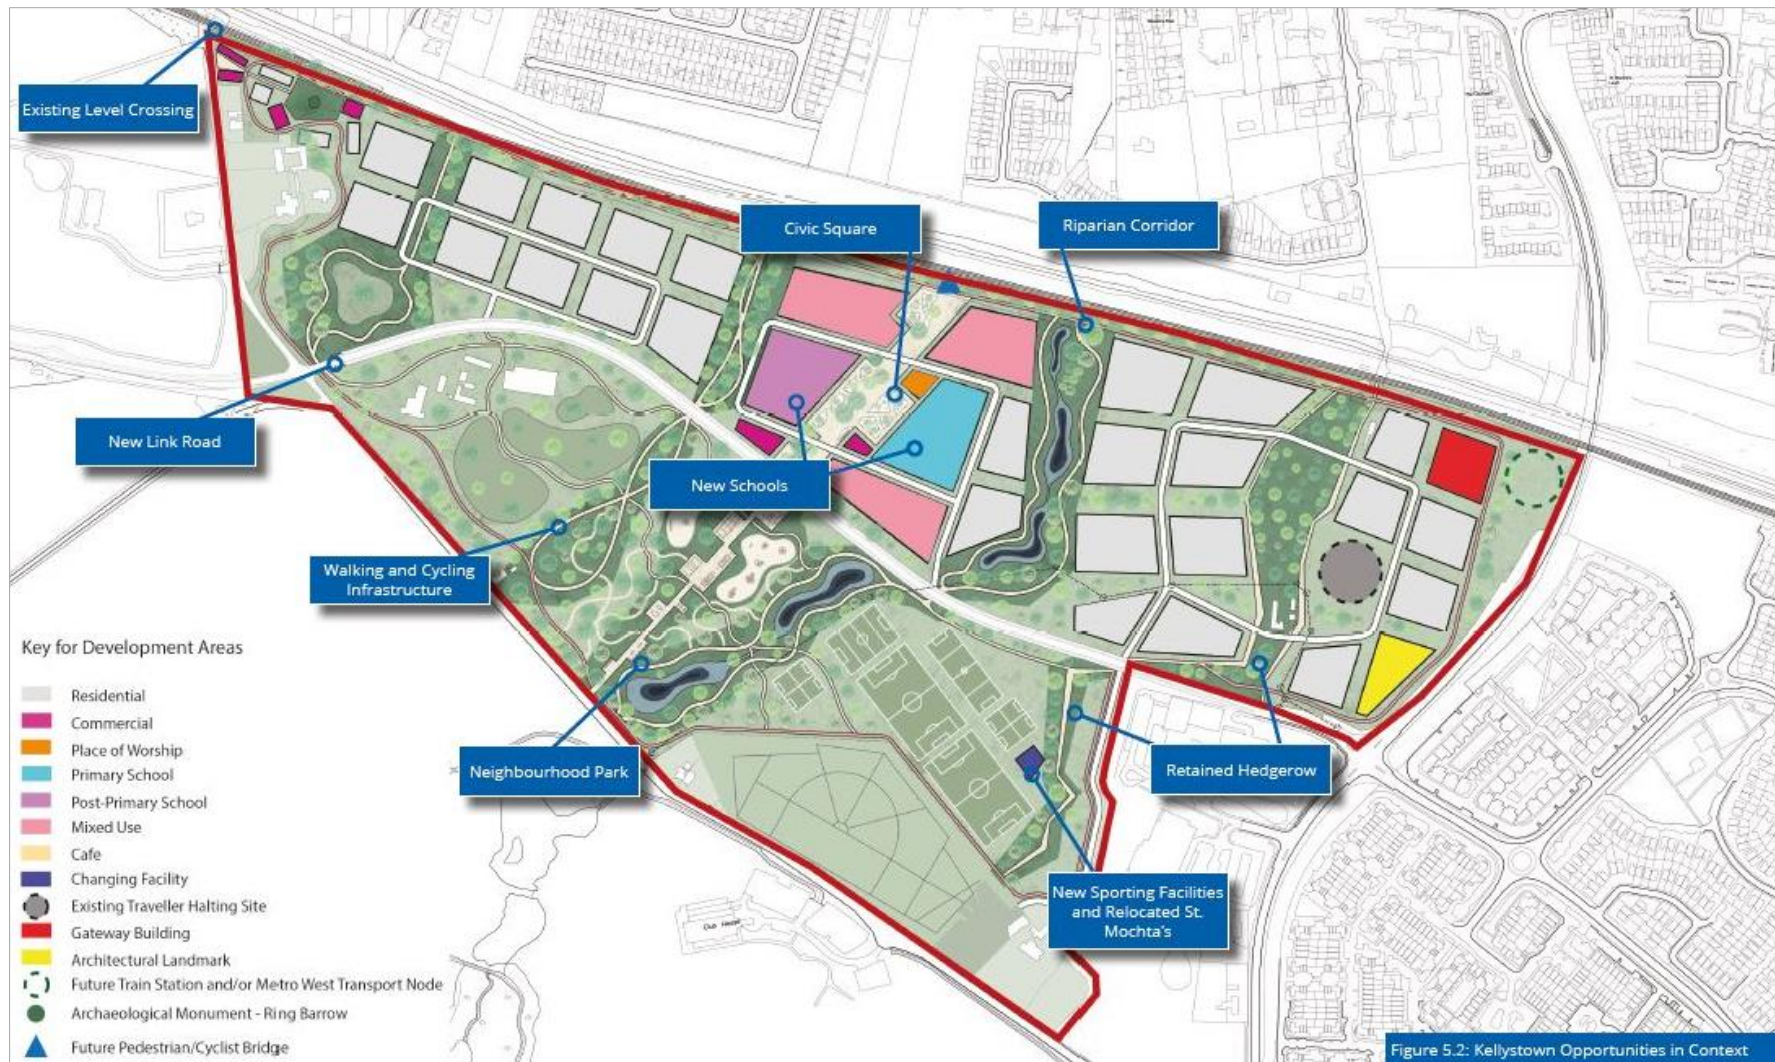 Existing Level Crossing
Civic Square
Riparian Corridor
New Link Road
New Schools
Walking and Cycling
Infrastructure
Neighbourhood Park
Retained Hedgerow
New Sporting Facilities
and Relocated St.
Mochta's
Club House
Key for Development Areas
Residential
Commercial
Place of Worship
Primary School
Post-Primary School
Mixed Use
Cafe
Changing Facility
Existing Traveller Halting Site
Gateway Building
Architectural Landmark
Future Train Station and/or Metro West Transport Node
Archaeological Monument - Ring Barrow
Future Pedestrian/Cyclist Bridge
Figure 5.2: Kellystown Opportunities in Context